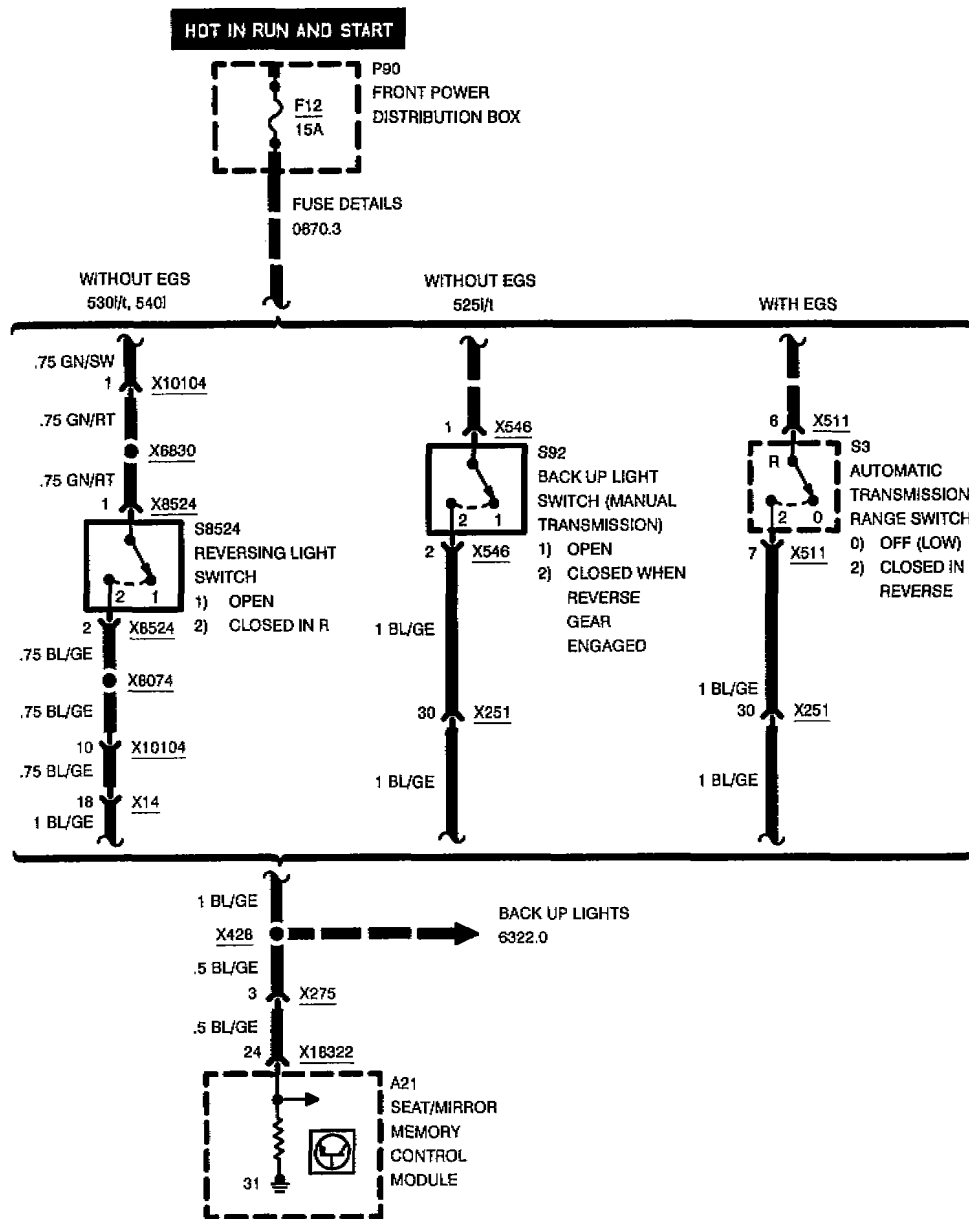 HOT IN RUN AND START
P90
FRONT POWER
DISTRIBUTION BOX
F12
15A
FUSE DETAILS
0670.3
WITHOUT EGS
530i/t, 540i
WITHOUT EGS
525i/t
WITH EGS
.75 GN/SW
1 X10104
.75 GN/RT
X6830
.75 GN/RT
1 X8524
S8524
REVERSING LIGHT
SWITCH
1) OPEN
2) CLOSED IN R
2 1
2 X8524
.75 BL/GE
X8074
.75 BL/GE
10 X10104
.75 BL/GE
18 X14
1 BL/GE
1 X546
S92
BACK UP LIGHT
SWITCH (MANUAL
TRANSMISSION)
1) OPEN
2) CLOSED WHEN
REVERSE
GEAR
ENGAGED
2 1
2 X546
1 BL/GE
30 X251
1 BL/GE
6 X511
S3
AUTOMATIC
TRANSMISSION
RANGE SWITCH
0) OFF (LOW)
2) CLOSED IN
REVERSE
R
2 0
7 X511
1 BL/GE
30 X251
1 BL/GE
1 BL/GE
X428
BACK UP LIGHTS
6322.0
.5 BL/GE
3 X275
.5 BL/GE
24 X18322
A21
SEAT/MIRROR
MEMORY
CONTROL
MODULE
31